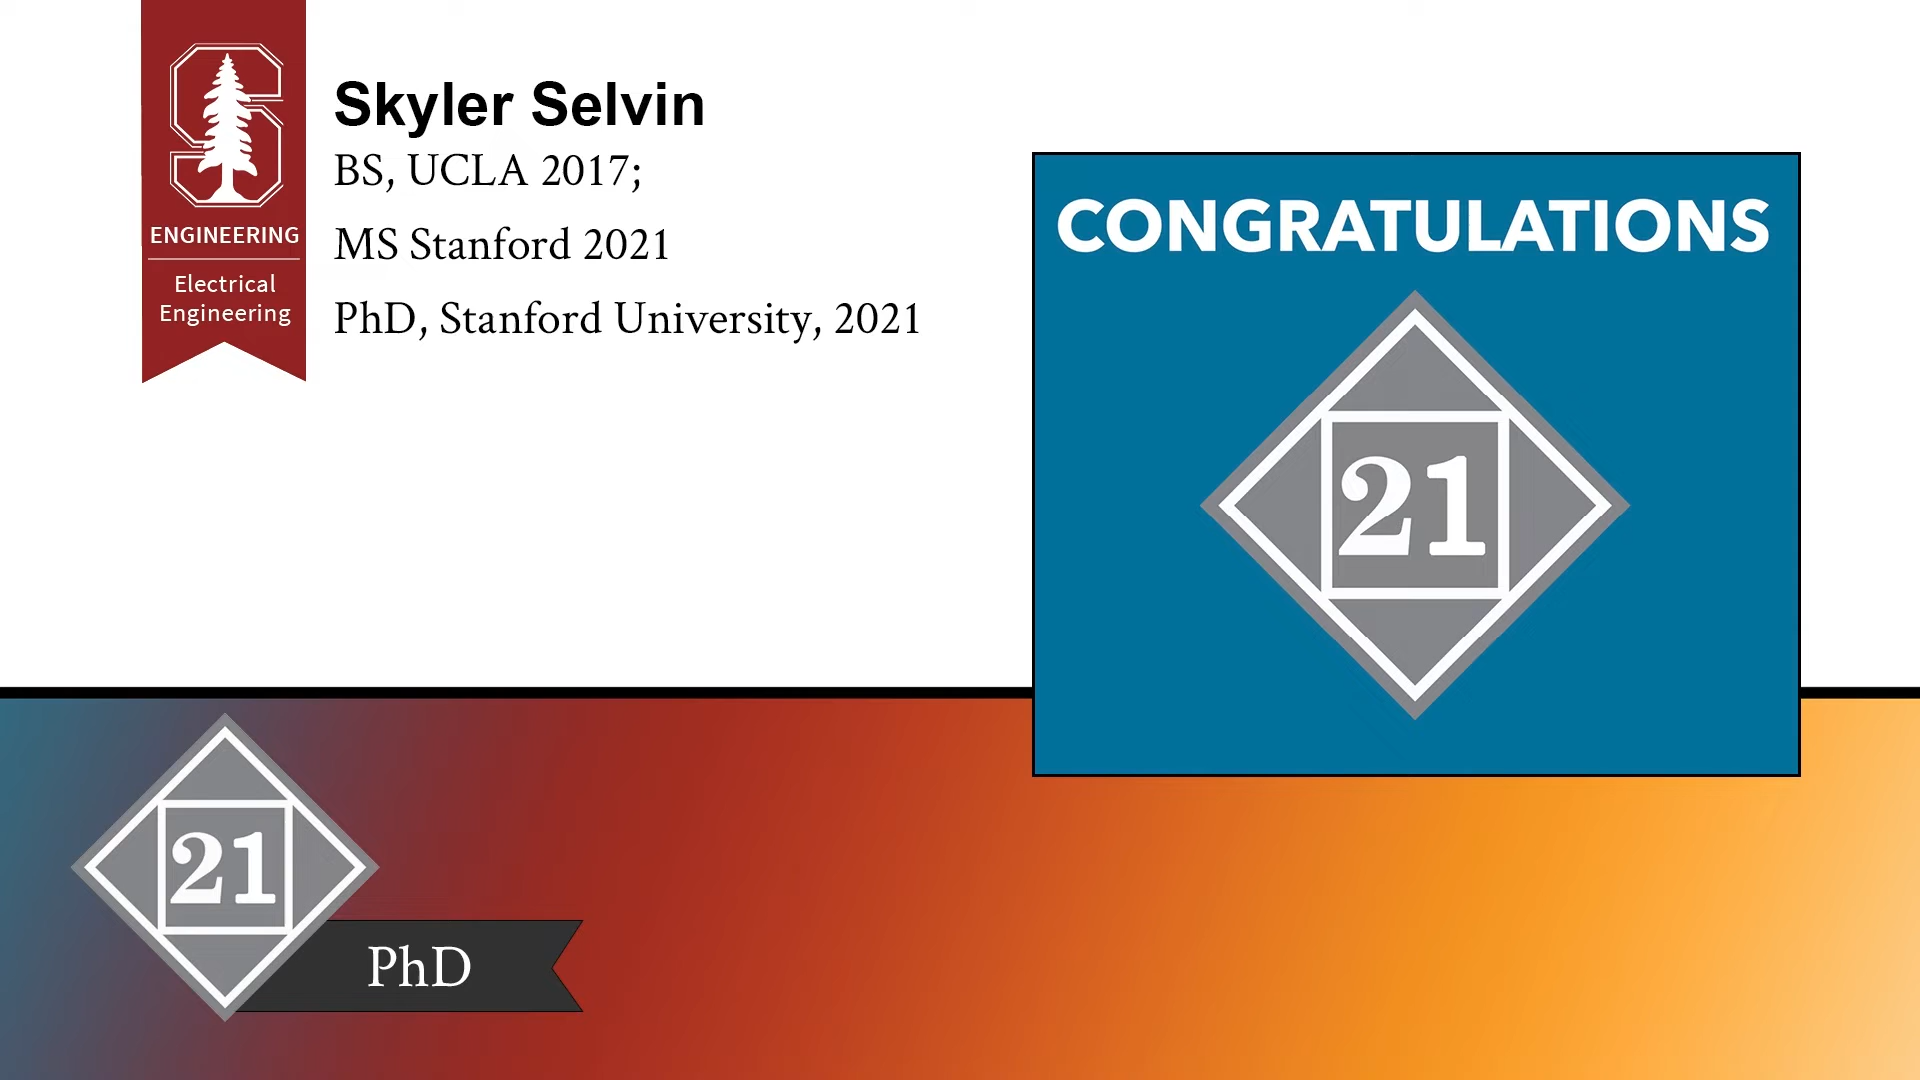 ENGINEERING
Electrical
Engineering
Skyler Selvin
BS, UCLA 2017;
MS Stanford 2021
PhD, Stanford University, 2021
CONGRATULATIONS
21
21
PhD